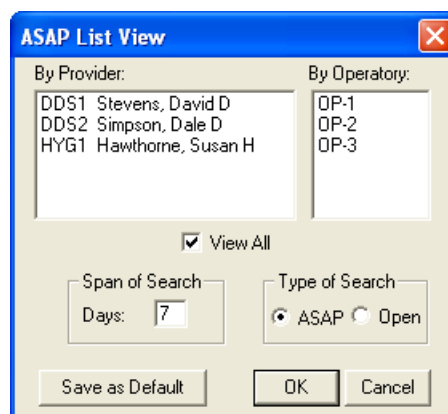 ASAP List View
By Provider:
By Operatory:
DDS1 Stevens, David D
DDS2 Simpson, Dale D
HYG1 Hawthorne, Susan H
OP-1
OP-2
OP-3
View All
Span of Search
Days: 7
Type of Search
ASAP Open
Save as Default
OK
Cancel